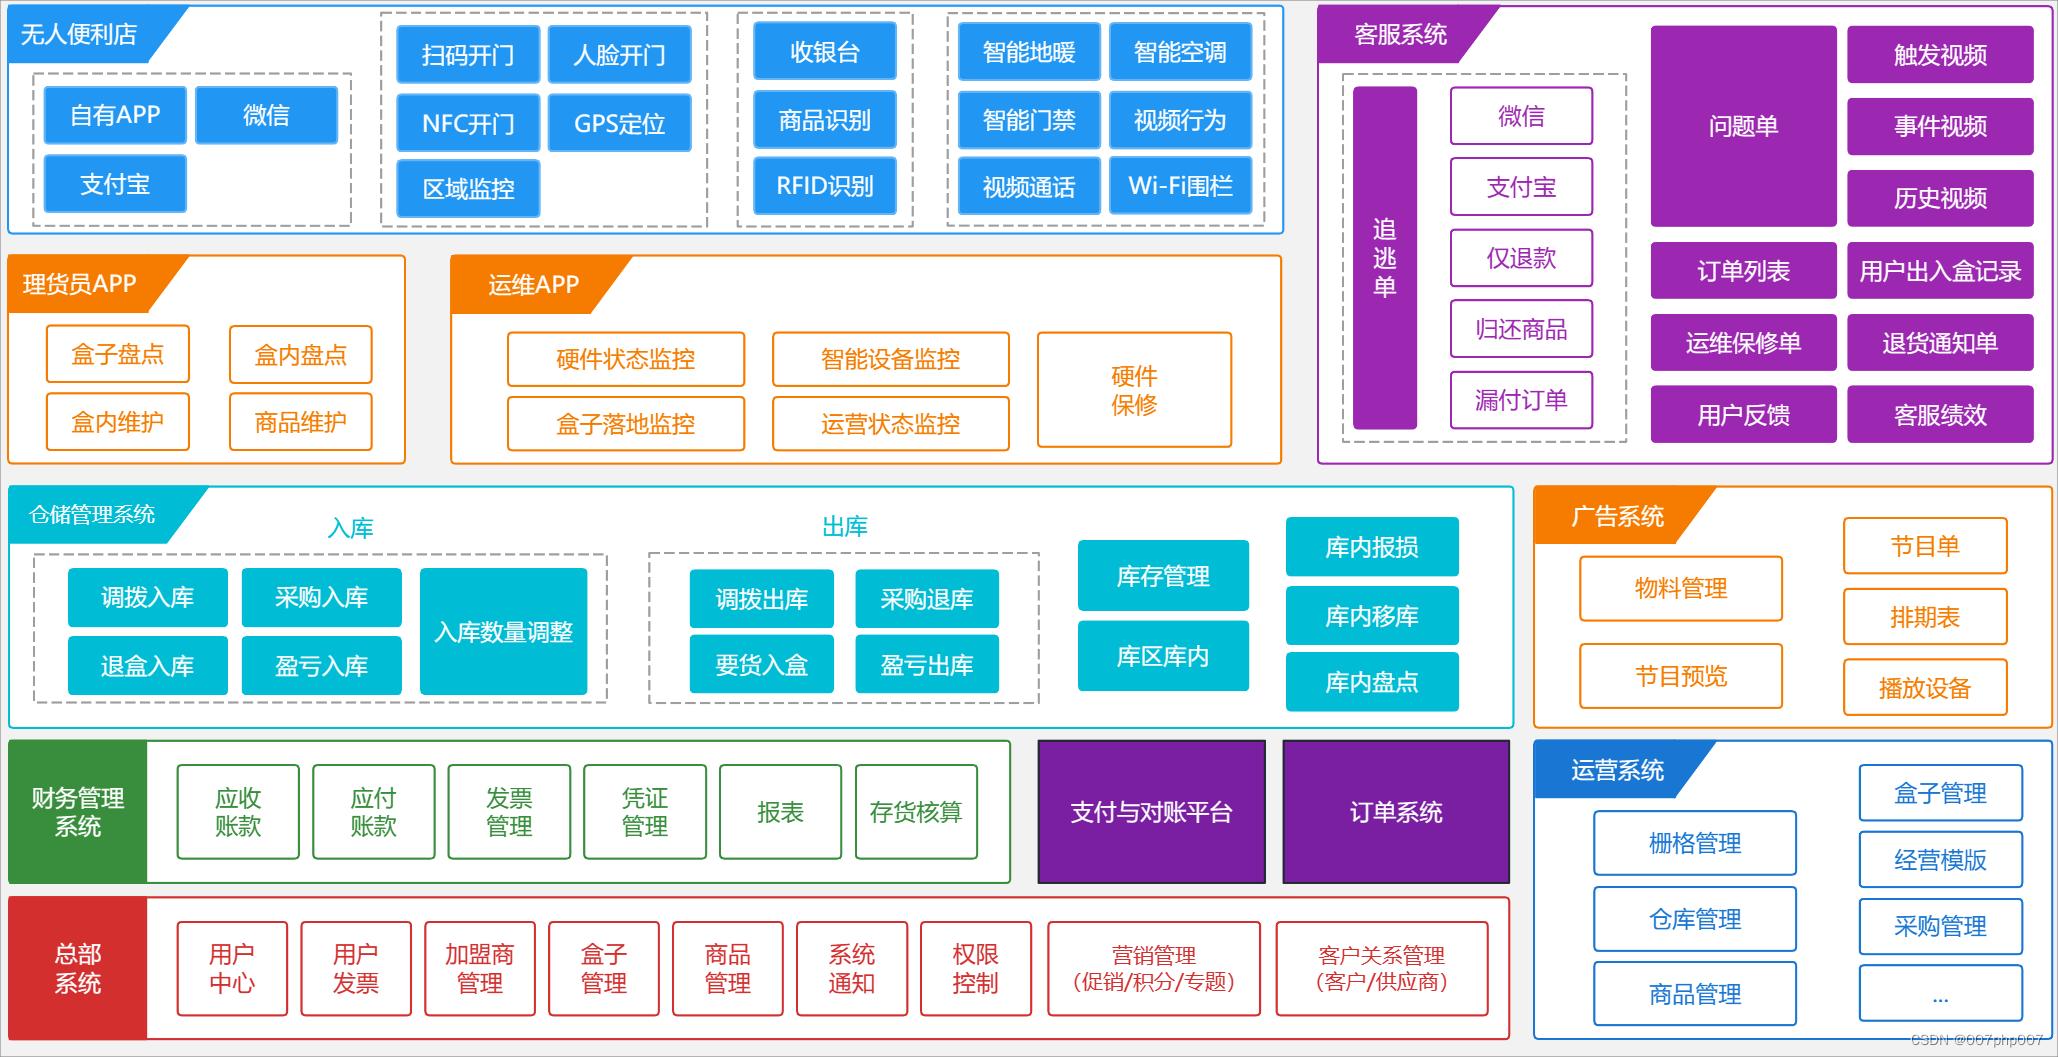 无人便利店
自有APP
微信
支付宝
扫码开门
人脸开门
NFC开门
GPS定位
区域监控
收银台
商品识别
RFID识别
智能地暖
智能空调
智能门禁
视频行为
视频通话
Wi-Fi围栏
客服系统
追
逃
单
微信
支付宝
仅退款
归还商品
漏付订单
问题单
触发视频
事件视频
历史视频
订单列表
用户出入盒记录
运维保修单
退货通知单
用户反馈
客服绩效
理货员APP
盒子盘点
盒内盘点
盒内维护
商品维护
运维APP
硬件状态监控
智能设备监控
盒子落地监控
运营状态监控
硬件
保修
仓储管理系统
入库
调拨入库
采购入库
退盒入库
盈亏入库
入库数量调整
出库
调拨出库
采购退库
要货入盒
盈亏出库
库存管理
库区库内
库内报损
库内移库
库内盘点
广告系统
物料管理
节目预览
节目单
排期表
播放设备
财务管理
系统
应收
账款
应付
账款
发票
管理
凭证
管理
报表
存货核算
支付与对账平台
订单系统
运营系统
栅格管理
仓库管理
商品管理
盒子管理
经营模版
采购管理
...
总部
系统
用户
中心
用户
发票
加盟商
管理
盒子
管理
商品
管理
系统
通知
权限
控制
营销管理
（促销/积分/专题）
客户关系管理
（客户/供应商）
CSDN @007php007